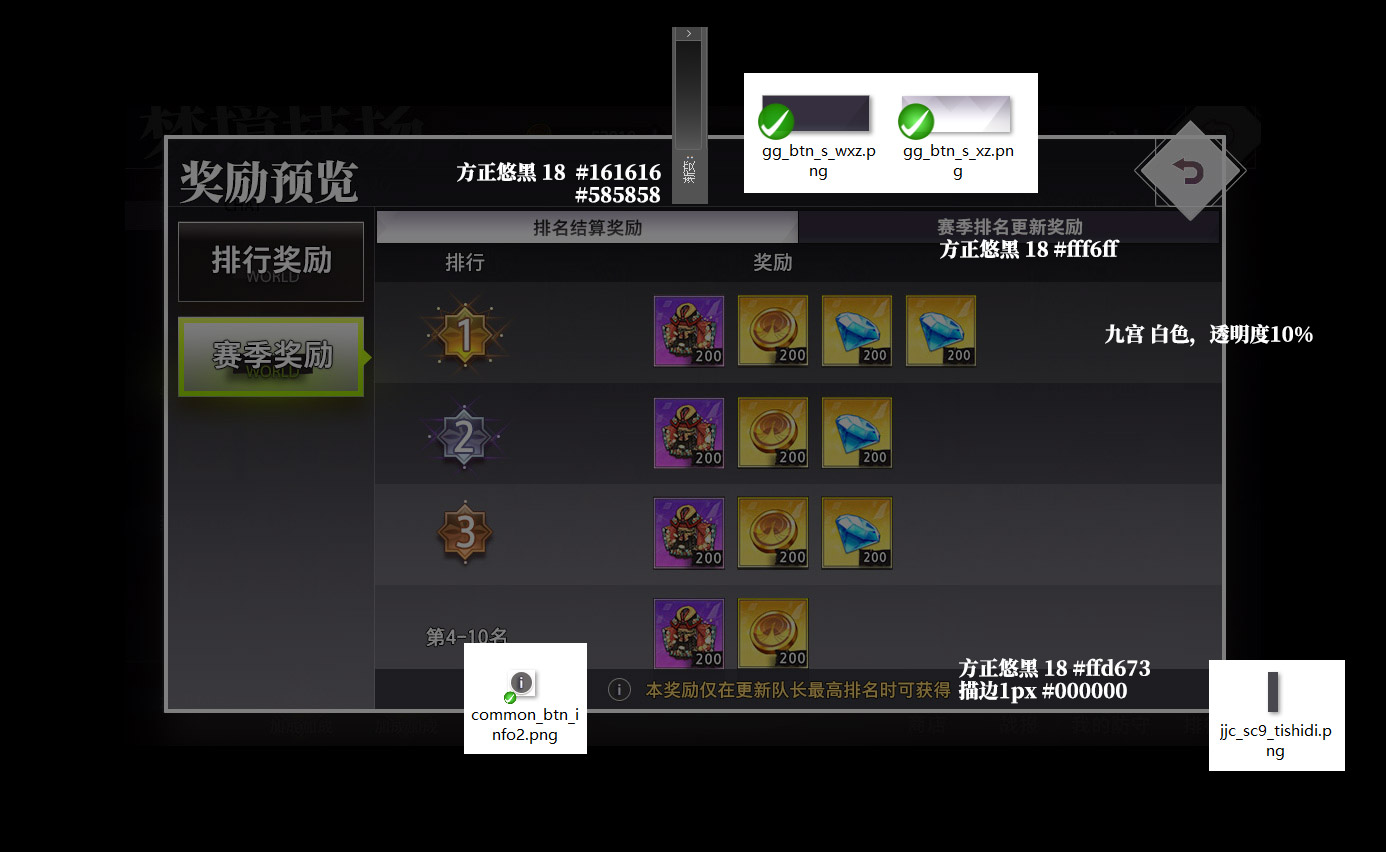 gg_btn_s_wxz.p
ng
gg_btn_s_xz.pn
g
奖励预览
方正悠黑 18 #161616
#585858
排名结算奖励
赛季排名更新奖励
方正悠黑 18 #fff6ff
排行奖励
WORLD
赛季奖励
WORLD
排行
奖励
1
200
200
200
200
九宫 白色，透明度10%
2
200
200
200
3
200
200
200
第4-10名
200
200
本奖励仅在更新队长最高排名时可获得
方正悠黑 18 #ffd673
描边1px #000000
common_btn_i
nfo2.png
jjc_sc9_tishidi.p
ng